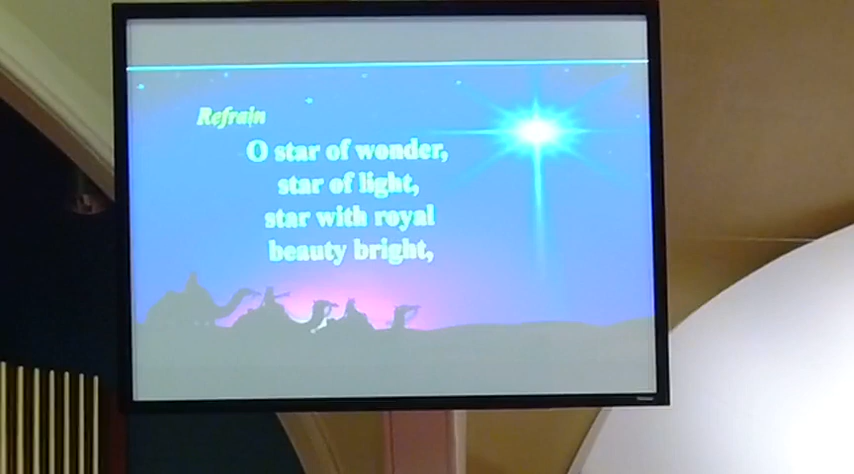 Refrain
O star of wonder,
star of light,
star with royal
beauty bright,